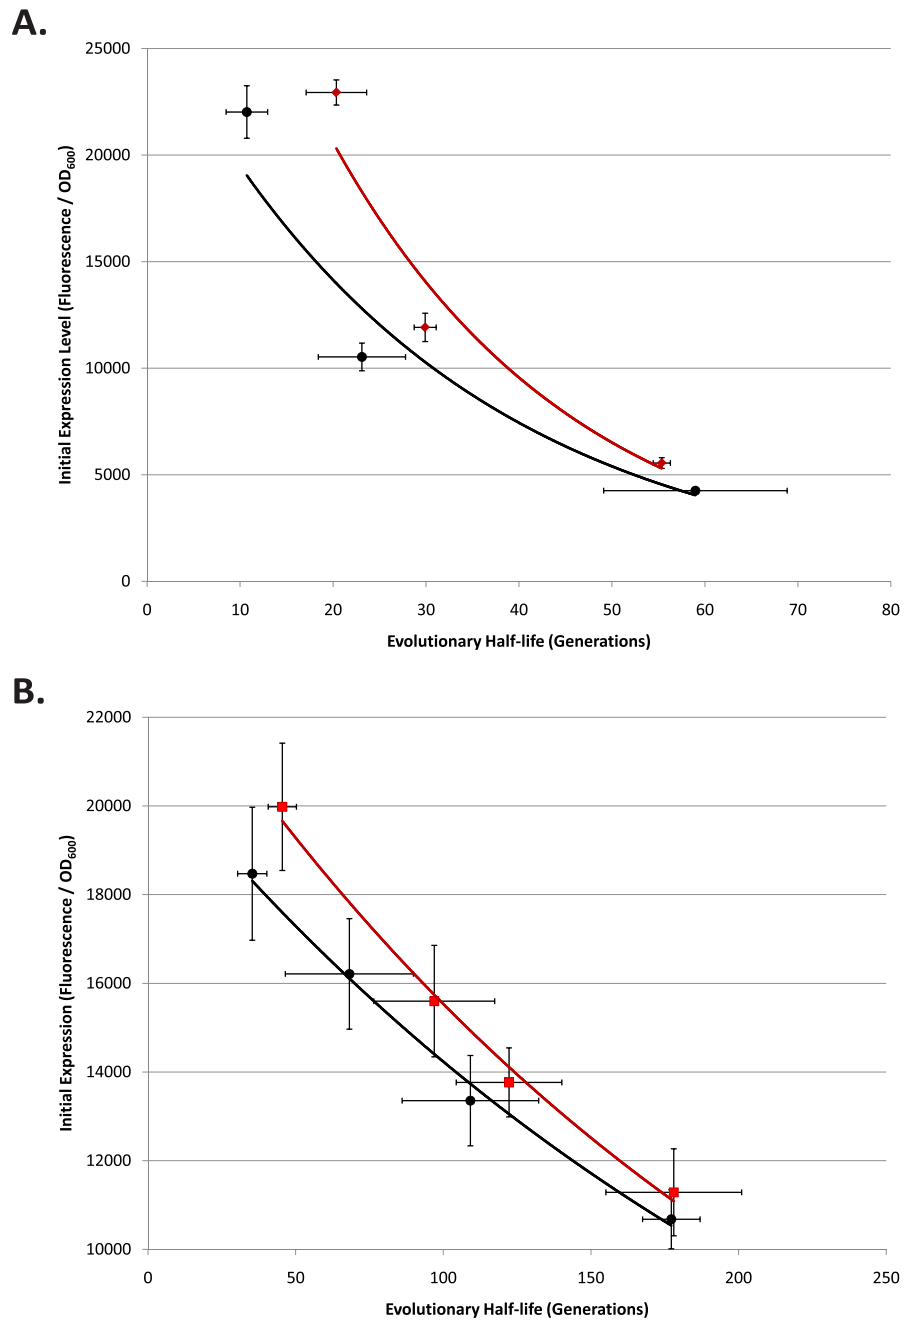 A.
25000
20000
15000
10000
5000
0
0 10 20 30 40 50 60 70 80
Initial Expression Level (Fluorescence / OD600)
Evolutionary Half-life (Generations)
B.
22000
20000
18000
16000
14000
12000
10000
0 50 100 150 200 250
Initial Expression (Fluorescence / OD600)
Evolutionary Half-life (Generations)